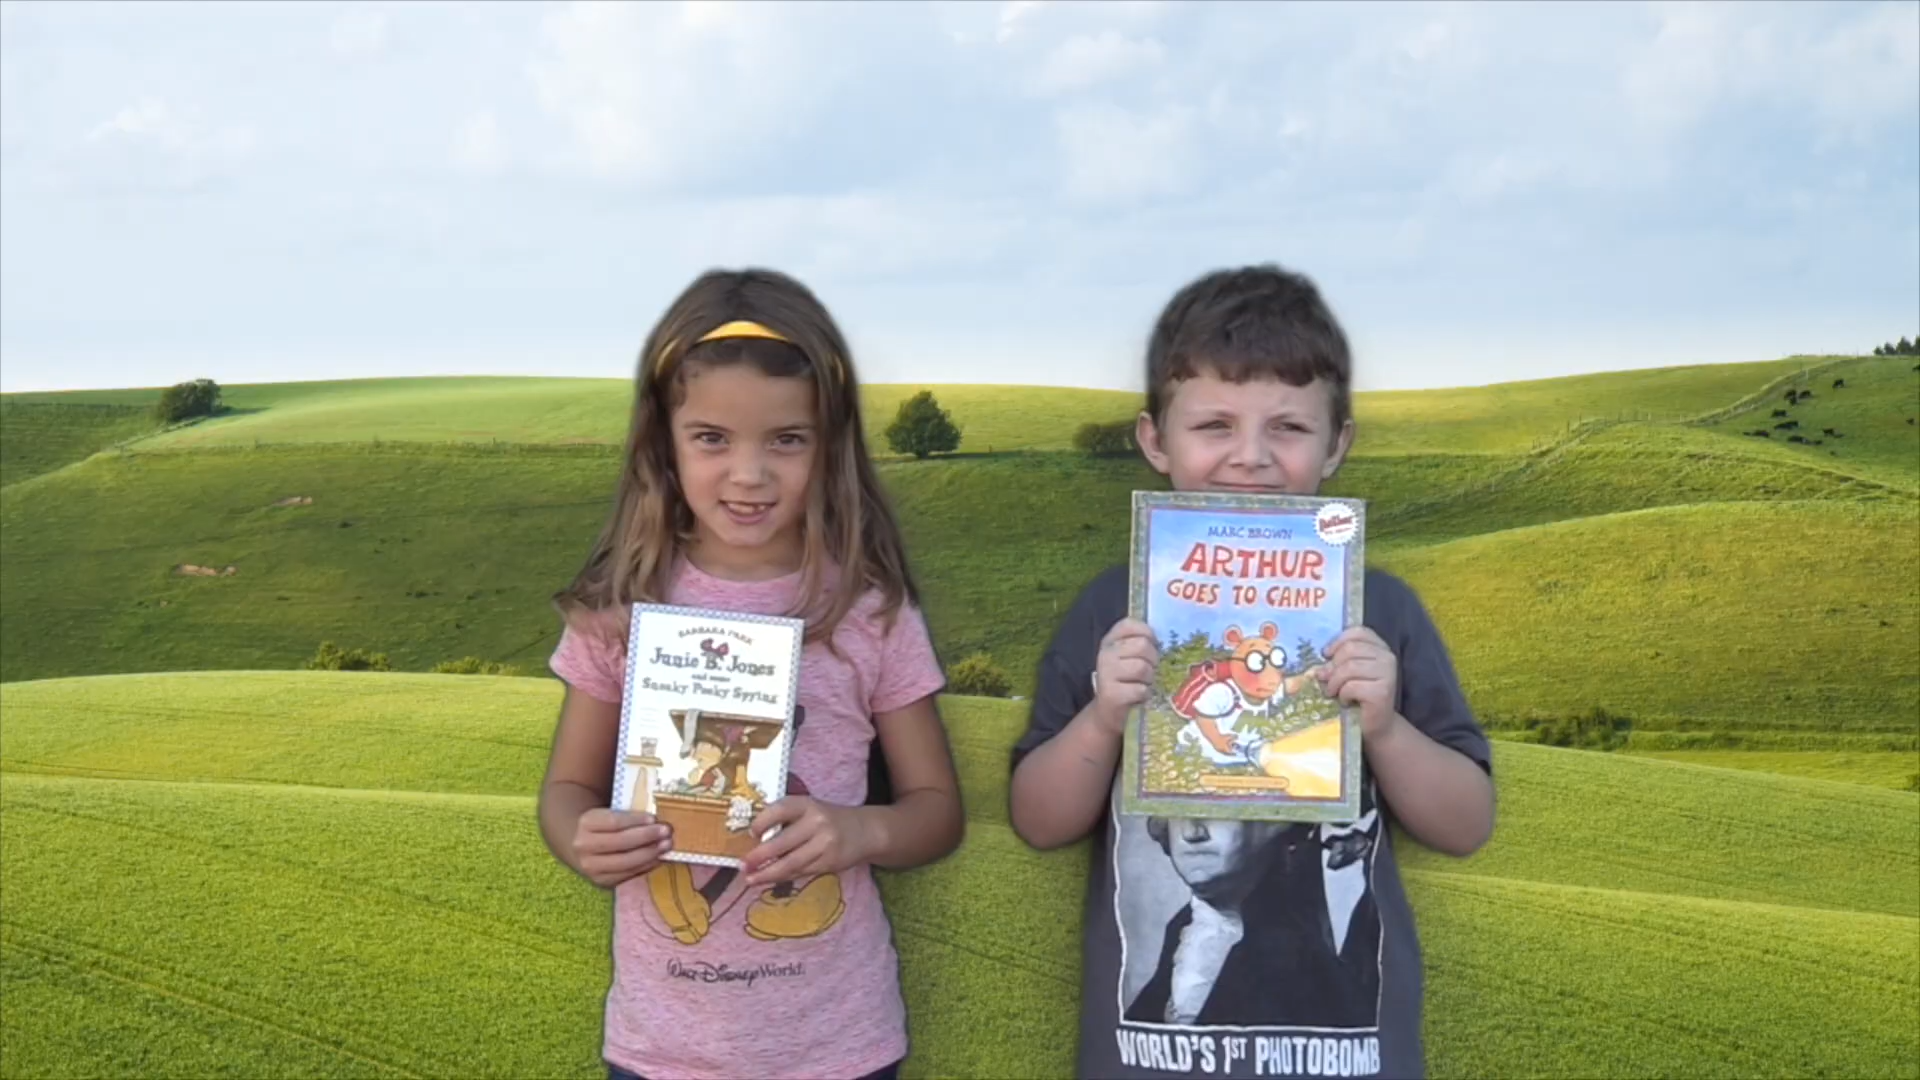 BARBARA PARK
Junie B. Jones
and some
Sneaky Peeky Spying
Walt Disney World.
MARC BROWN
ARTHUR
GOES TO CAMP
WORLD'S 1ST PHOTOBOMB